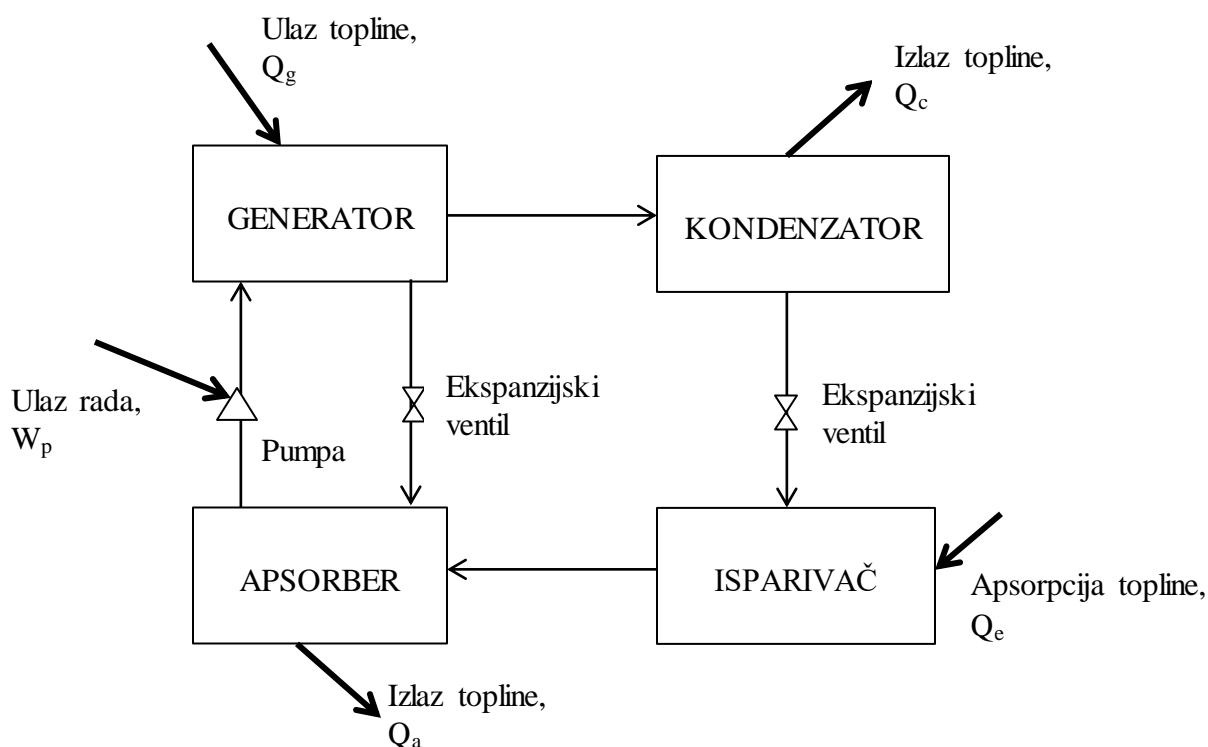 Ulaz topline,
Qg
Izlaz topline,
Qc
GENERATOR
KONDENZATOR
Ulaz rada,
Wp
Pumpa
Ekspanzijski
ventil
Ekspanzijski
ventil
APSORBER
ISPARIVAČ
Apsorpcija topline,
Qe
Izlaz topline,
Qa